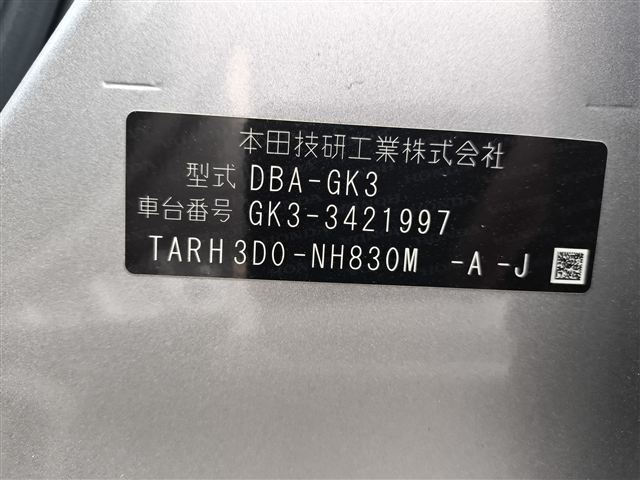 本田技研工業株式会社
型式 DBA-GK3
車台番号 GK3-3421997
TARH3D0-NH830M -A -J